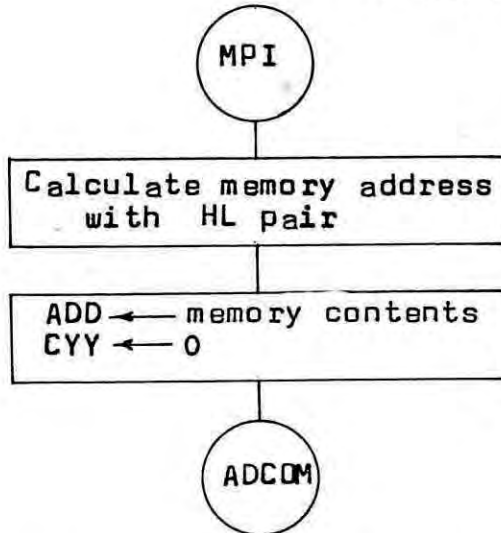 MPI
Calculate memory address
with HL pair
ADD ← memory contents
CYY ← 0
ADCOM